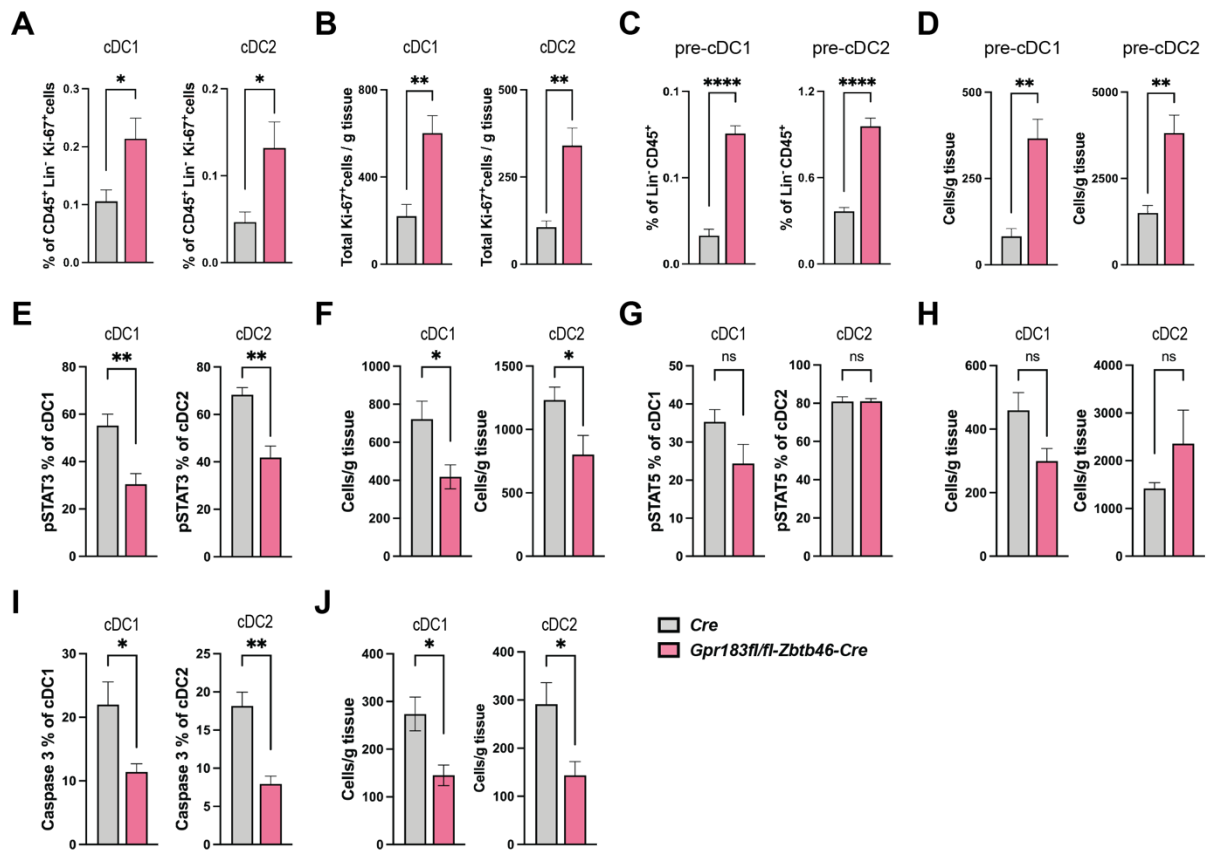 A
cDC1
cDC2
% of CD45⁺ Lin⁻ Ki-67⁺cells
0.3
0.2
0.1
0.0
*
% of CD45⁺ Lin⁻ Ki-67⁺cells
0.2
0.1
0.1
0.0
*
B
cDC1
cDC2
Total Ki-67⁺cells / g tissue
800
600
400
200
0
**
Total Ki-67⁺cells / g tissue
500
250
0
**
C
pre-cDC1
pre-cDC2
% of Lin⁻ CD45⁺
0.1
0.1
0.0
****
% of Lin⁻ CD45⁺
1.2
0.6
0.0
****
D
pre-cDC1
pre-cDC2
Cells/g tissue
500
250
0
**
Cells/g tissue
5000
2500
0
**
E
cDC1
cDC2
pSTAT3 % of cDC1
80
60
40
20
0
**
pSTAT3 % of cDC2
80
60
40
20
0
**
F
cDC1
cDC2
Cells/g tissue
1000
800
600
400
200
0
*
Cells/g tissue
1500
1000
500
0
*
G
cDC1
cDC2
pSTAT5 % of cDC1
50
40
30
20
10
0
ns
pSTAT5 % of cDC2
100
80
60
40
20
0
ns
H
cDC1
cDC2
Cells/g tissue
600
400
200
0
ns
Cells/g tissue
4000
3000
2000
1000
0
ns
I
cDC1
cDC2
Caspase 3 % of cDC1
30
20
10
0
*
Caspase 3 % of cDC2
25
20
15
10
5
0
**
J
cDC1
cDC2
Cells/g tissue
400
300
200
100
0
*
Cells/g tissue
400
300
200
100
0
*
Cre
Gpr183fl/fl-Zbtb46-Cre